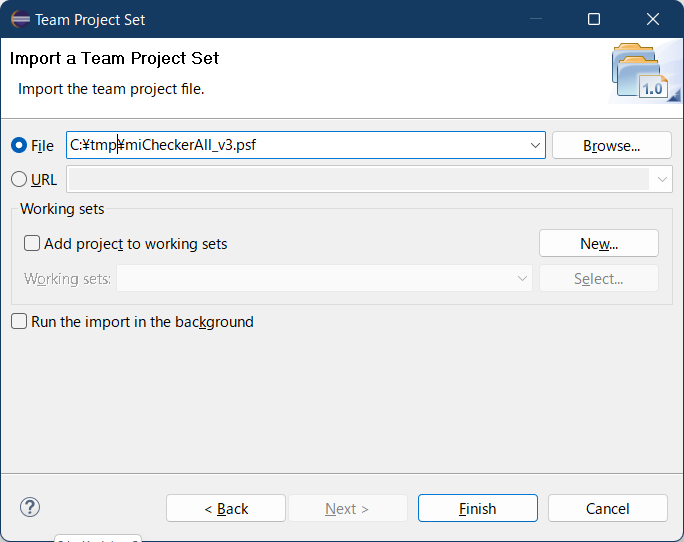 Team Project Set
Import a Team Project Set
Import the team project file.
1.0
File
C:¥tmp¥miCheckerAll_v3.psf
Browse...
URL
Working sets
Add project to working sets
New...
Working sets:
Select...
Run the import in the background
?
< Back
Next >
Finish
Cancel